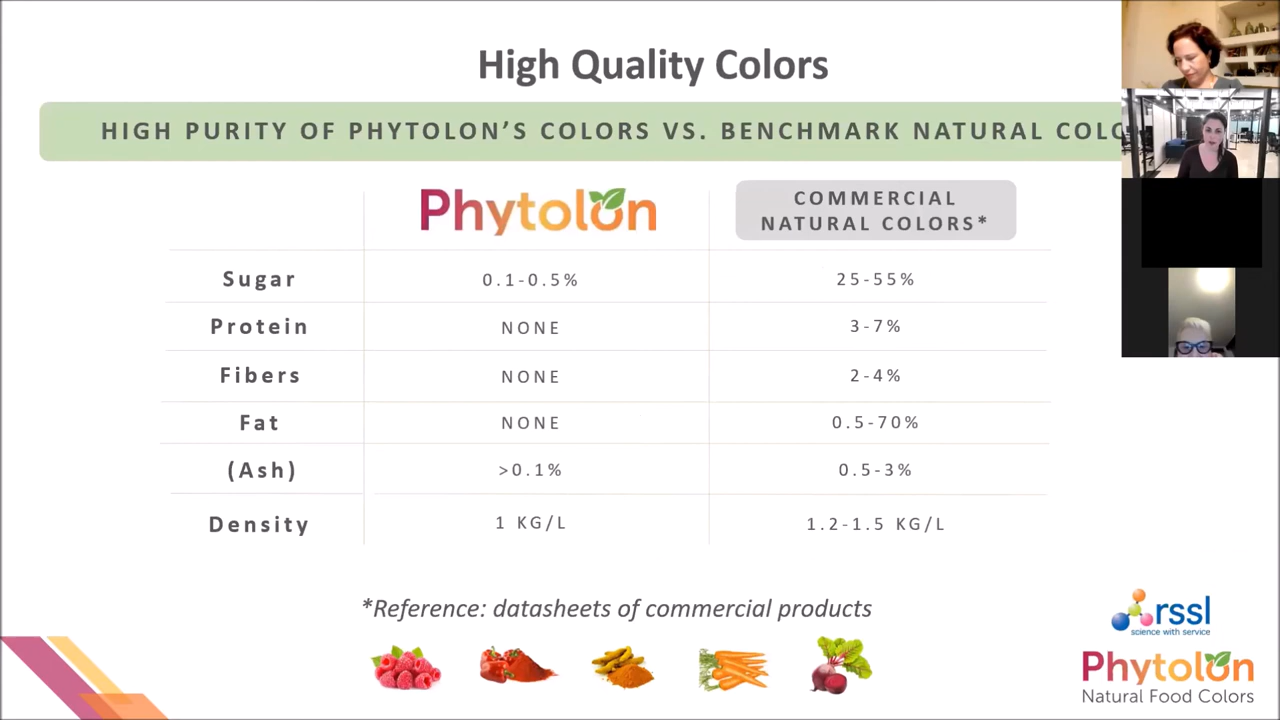 High Quality Colors
HIGH PURITY OF PHYTOLON’S COLORS VS. BENCHMARK NATURAL COLO
Phytolon
COMMERCIAL
NATURAL COLORS*
Sugar 0.1-0.5% 25-55%
Protein NONE 3-7%
Fibers NONE 2-4%
Fat NONE 0.5-70%
(Ash) >0.1% 0.5-3%
Density 1 KG/L 1.2-1.5 KG/L
*Reference: datasheets of commercial products
rssl
science with service
Phytolon
Natural Food Colors